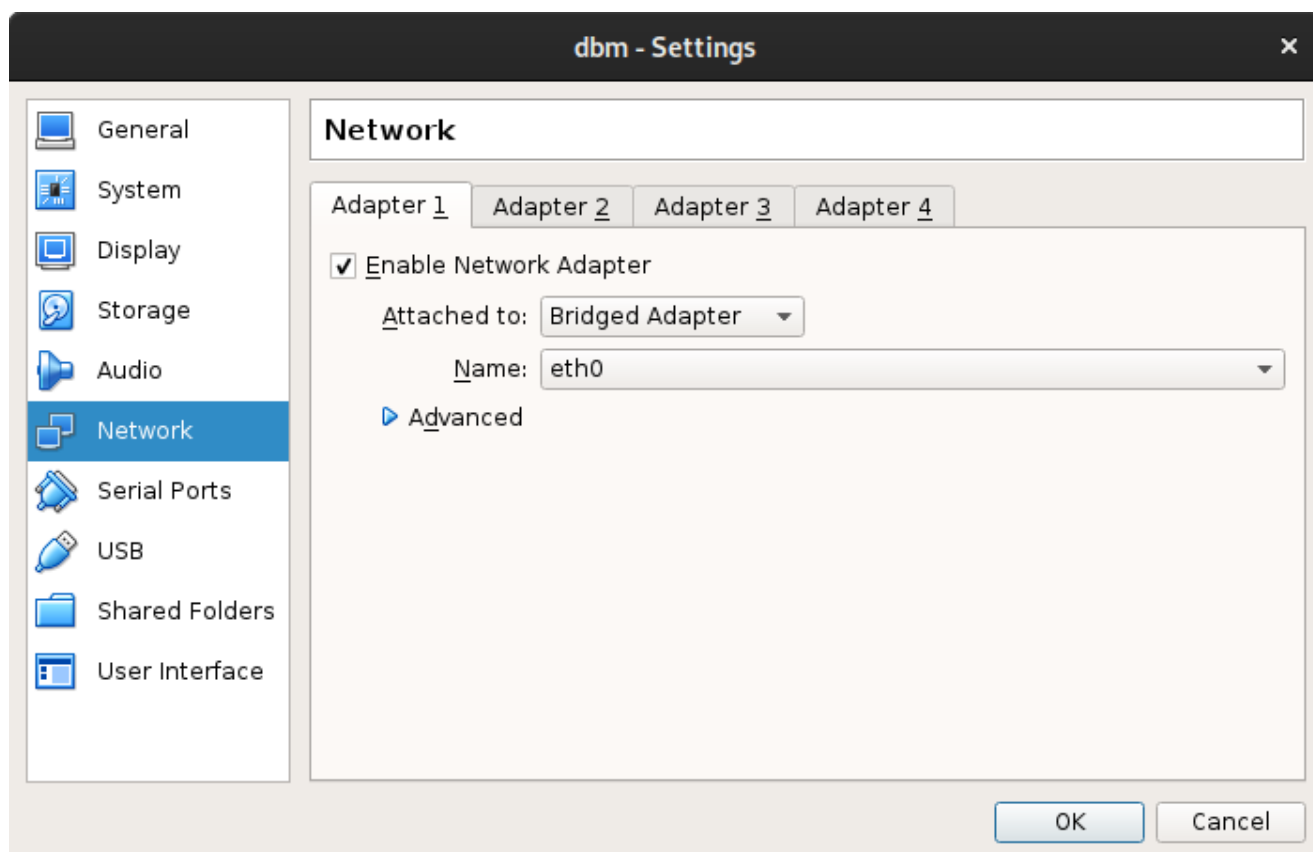 dbm - Settings
General
System
Display
Storage
Audio
Network
Serial Ports
USB
Shared Folders
User Interface
Network
Adapter 1 Adapter 2 Adapter 3 Adapter 4
Enable Network Adapter
Attached to: Bridged Adapter
Name: eth0
Advanced
OK Cancel